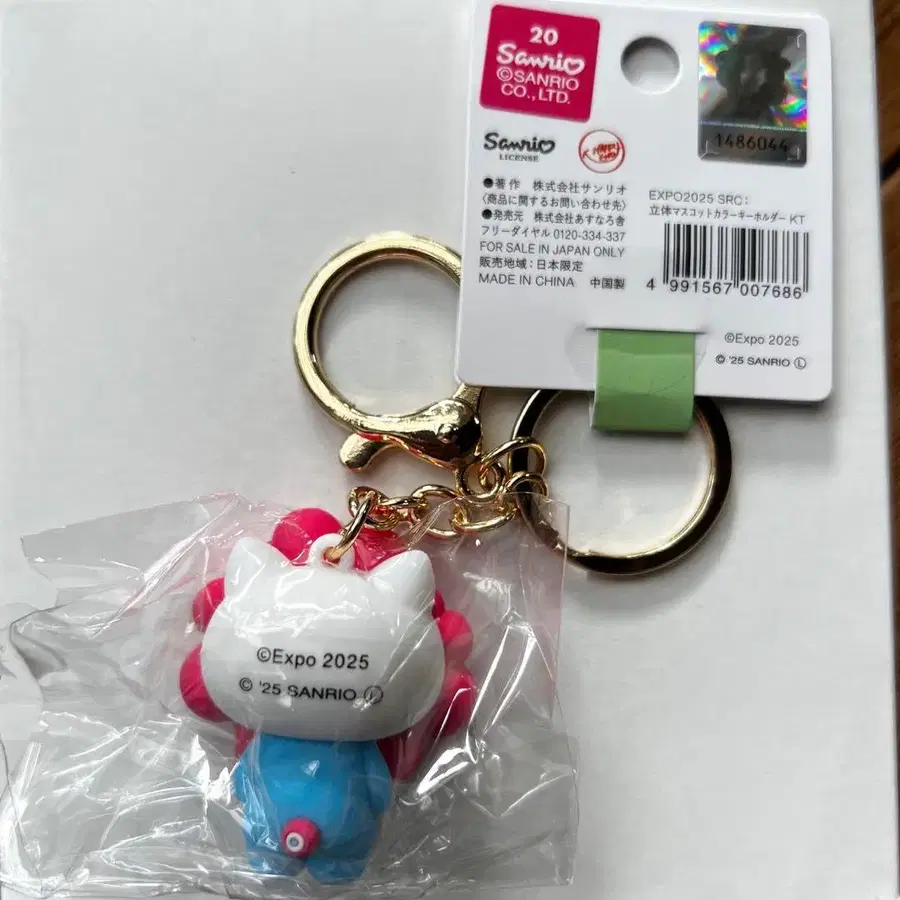 20
Sanrio
©SANRIO
CO.,LTD.
1486044
Sanrio
LICENSE
●著作 株式会社サンリオ
〈商品に関するお問い合わせ先〉
●発売元 株式会社あすなろ舎
フリーダイヤル 0120-334-337
FOR SALE IN JAPAN ONLY
販売地域：日本限定
MADE IN CHINA 中国製
EXPO2025 SRC：
立体マスコットカラーキーホルダー KT
4 991567 007686
©Expo 2025
© '25 SANRIO Ⓛ
©Expo 2025
© '25 SANRIO Ⓛ